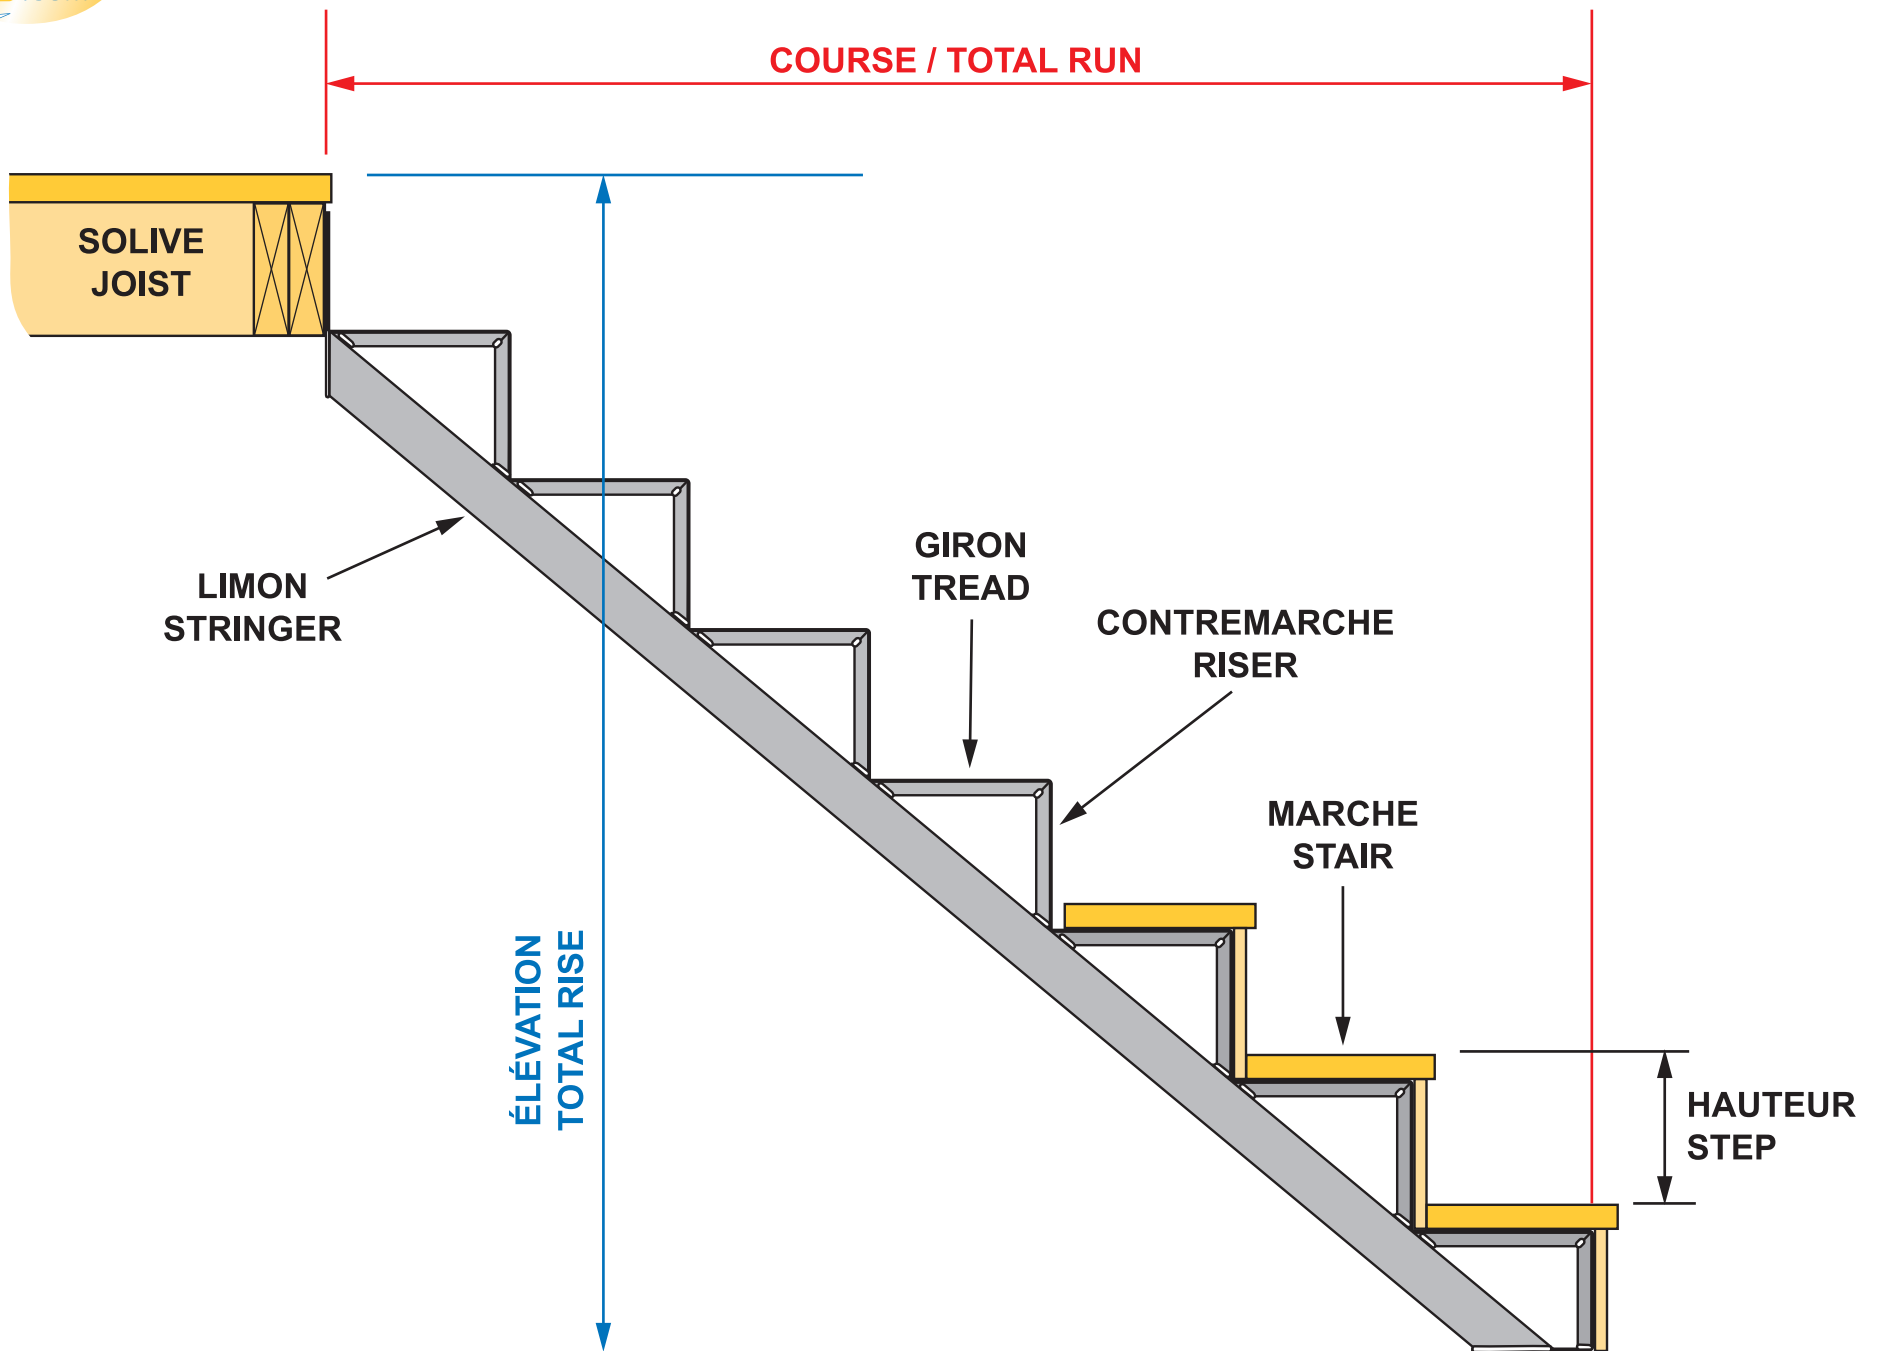 COURSE / TOTAL RUN
SOLIVE
JOIST
LIMON
STRINGER
GIRON
TREAD
CONTREMARCHE
RISER
MARCHE
STAIR
ÉLÉVATION
TOTAL RISE
HAUTEUR
STEP